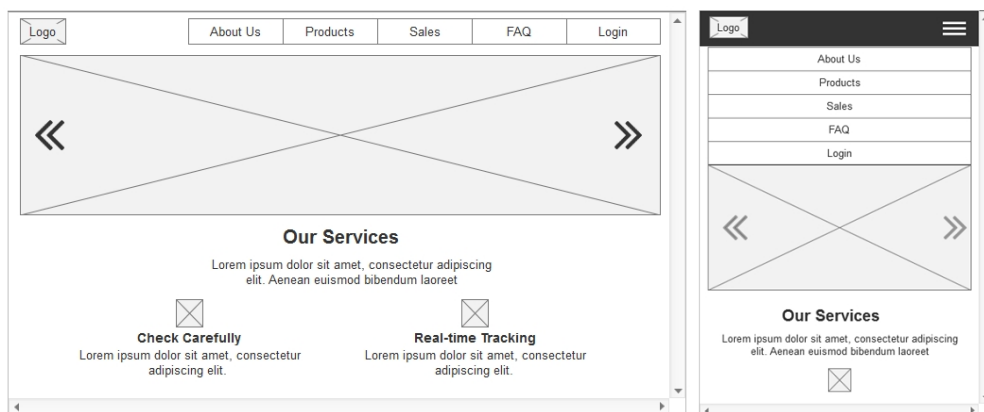 Logo
About Us
Products
Sales
FAQ
Login
Our Services
Lorem ipsum dolor sit amet, consectetur adipiscing
elit. Aenean euismod bibendum laoreet
Check Carefully
Lorem ipsum dolor sit amet, consectetur
adipiscing elit.
Real-time Tracking
Lorem ipsum dolor sit amet, consectetur
adipiscing elit.
Logo
About Us
Products
Sales
FAQ
Login
Our Services
Lorem ipsum dolor sit amet, consectetur adipiscing
elit. Aenean euismod bibendum laoreet